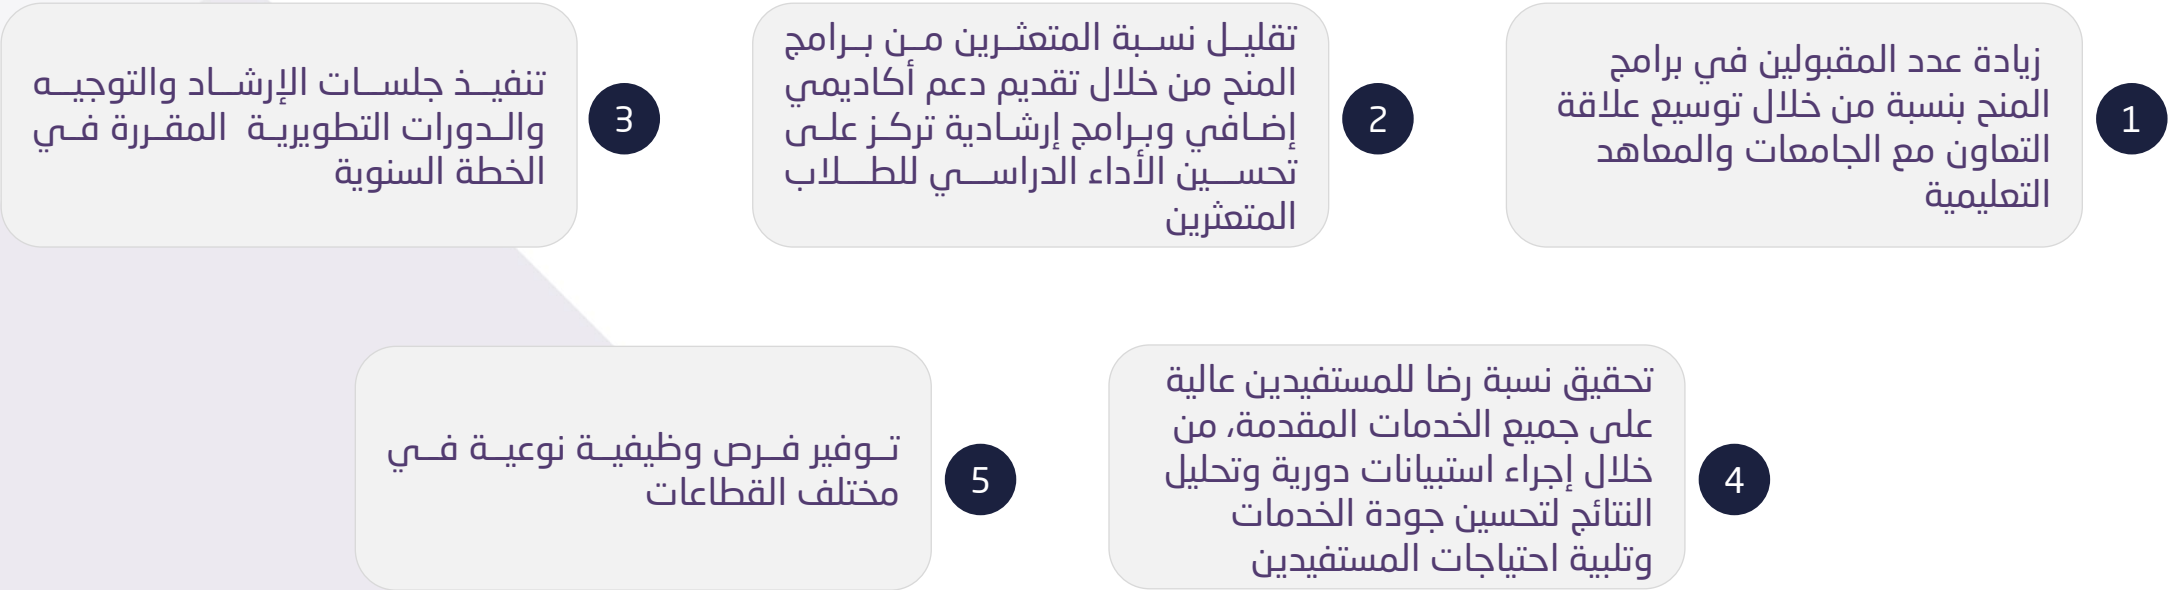 1
زيادة عدد المقبولين في برامج
المنح بنسبة من خلال توسيع علاقة
التعاون مع الجامعات والمعاهد
التعليمية
2
تقليل نسبة المتعثرين من برامج
المنح من خلال تقديم دعم أكاديمي
إضافي وبرامج إرشادية تركز على
تحسين الأداء الدراسي للطلاب
المتعثرين
3
تنفيذ جلسات الإرشاد والتوجيه
والدورات التطويرية المقررة في
الخطة السنوية
4
تحقيق نسبة رضا للمستفيدين عالية
على جميع الخدمات المقدمة، من
خلال إجراء استبيانات دورية وتحليل
النتائج لتحسين جودة الخدمات
وتلبية احتياجات المستفيدين
5
توفير فرص وظيفية نوعية في
مختلف القطاعات